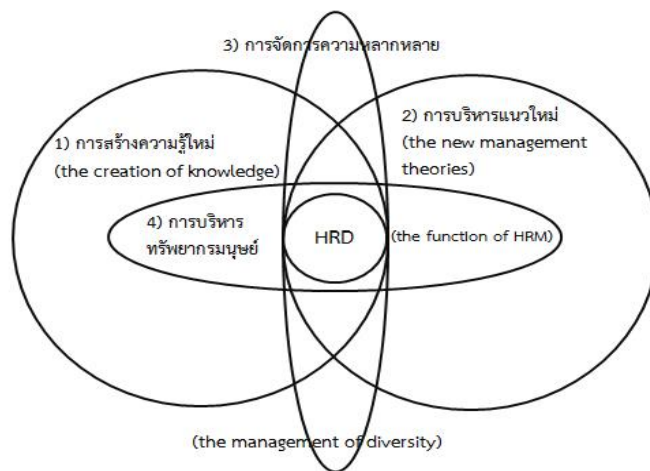 3) การจัดการความหลากหลาย
1) การสร้างความรู้ใหม่
(the creation of knowledge)
2) การบริหารแนวใหม่
(the new management
theories)
4) การบริหาร
ทรัพยากรมนุษย์
HRD
(the function of HRM)
(the management of diversity)